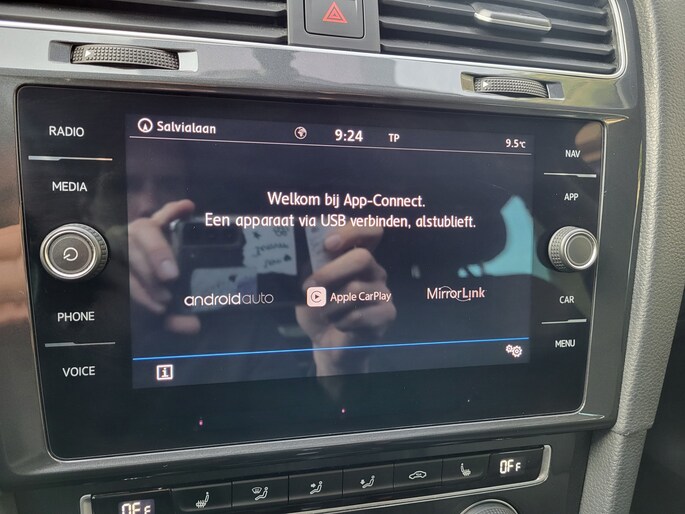 Salvialaan
9:24 TP 9.5°C
RADIO
MEDIA
PHONE
VOICE
Welkom bij App-Connect.
Een apparaat via USB verbinden, alstublieft.
androidauto Apple CarPlay MirrorLink
i
NAV
APP
CAR
MENU
OFF OFF